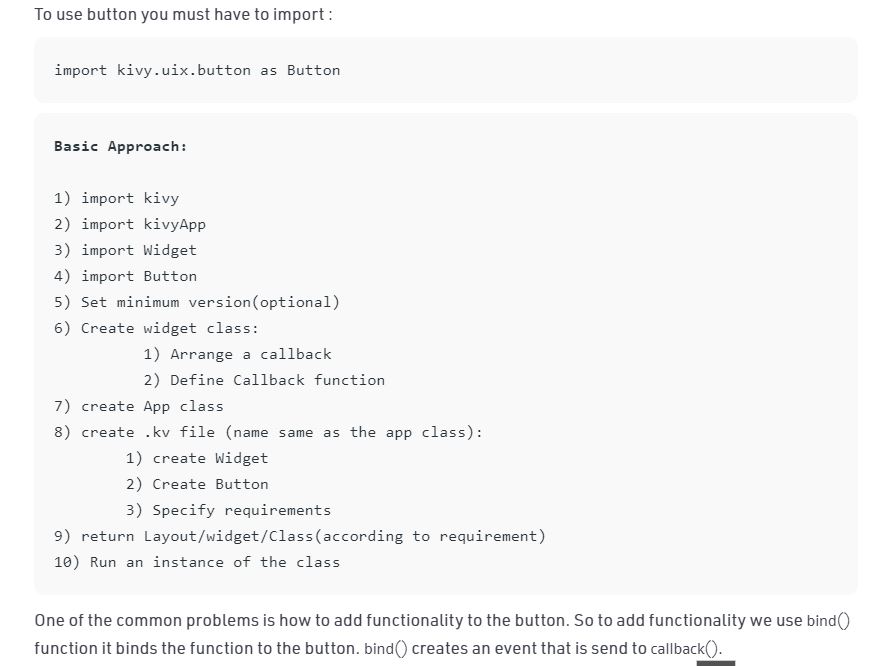 To use button you must have to import :
import kivy.uix.button as Button
Basic Approach:
1) import kivy
2) import kivyApp
3) import Widget
4) import Button
5) Set minimum version(optional)
6) Create widget class:
1) Arrange a callback
2) Define Callback function
7) create App class
8) create .kv file (name same as the app class):
1) create Widget
2) Create Button
3) Specify requirements
9) return Layout/widget/Class(according to requirement)
10) Run an instance of the class
One of the common problems is how to add functionality to the button. So to add functionality we use bind()
function it binds the function to the button. bind() creates an event that is send to callback().